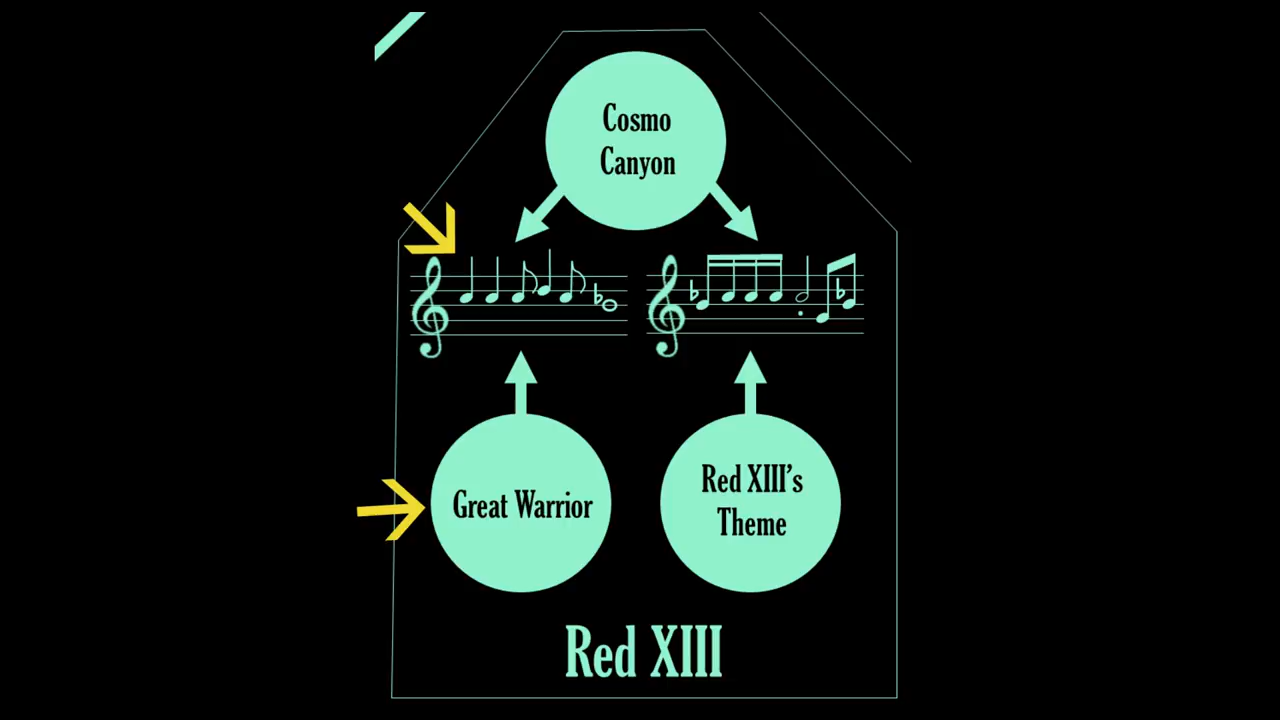 Cosmo
Canyon
Great Warrior
Red XIII's
Theme
Red XIII